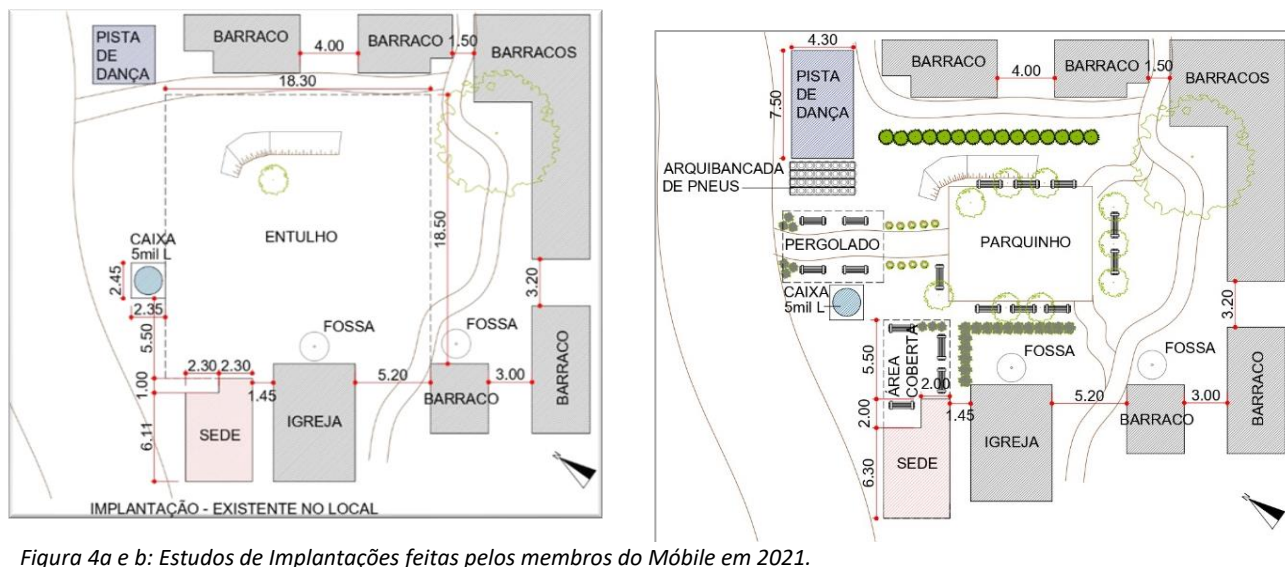 PISTA
DE
DANÇA
BARRACO
4.00
BARRACO
1.50
BARRACOS
18.30
18.50
ENTULHO
CAIXA
5mil L
2.45
2.35
5.50
3.20
FOSSA
FOSSA
2.30
2.30
1.00
1.45
5.20
3.00
BARRACO
BARRACO
IGREJA
SEDE
6.11
N
IMPLANTAÇÃO - EXISTENTE NO LOCAL
4.30
PISTA
DE
DANÇA
7.50
BARRACO
4.00
BARRACO
1.50
BARRACOS
ARQUIBANCADA
DE PNEUS
PERGOLADO
PARQUINHO
CAIXA
5mil L
3.20
5.50
ÁREA
COBERTA
FOSSA
FOSSA
2.00
2.00
1.45
5.20
3.00
BARRACO
BARRACO
IGREJA
SEDE
6.30
N
Figura 4a e b: Estudos de Implantações feitas pelos membros do Móbile em 2021.